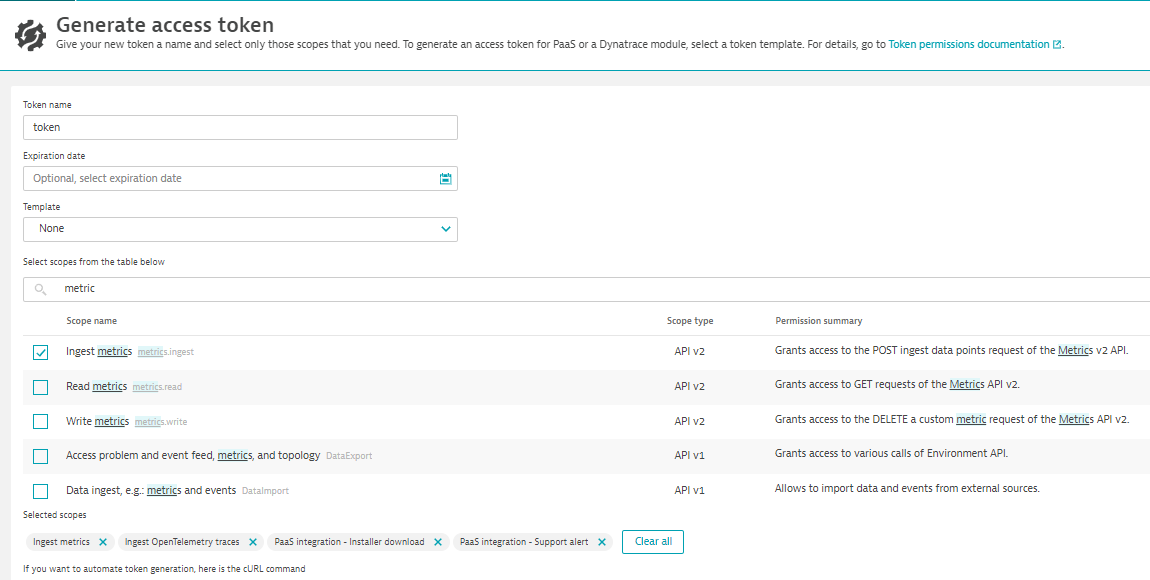 Generate access token
Give your new token a name and select only those scopes that you need. To generate an access token for PaaS or a Dynatrace module, select a token template. For details, go to Token permissions documentation.
Token name
token
Expiration date
Optional, select expiration date
Template
None
Select scopes from the table below
metric
Scope name Scope type Permission summary
Ingest metrics metrics.ingest API v2 Grants access to the POST ingest data points request of the Metrics v2 API.
Read metrics metrics.read API v2 Grants access to GET requests of the Metrics API v2.
Write metrics metrics.write API v2 Grants access to the DELETE a custom metric request of the Metrics API v2.
Access problem and event feed, metrics, and topology DataExport API v1 Grants access to various calls of Environment API.
Data ingest, e.g.: metrics and events DataImport API v1 Allows to import data and events from external sources.
Selected scopes
Ingest metrics Ingest OpenTelemetry traces PaaS integration - Installer download PaaS integration - Support alert Clear all
If you want to automate token generation, here is the cURL command